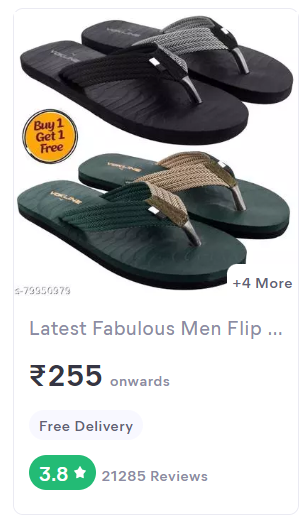 Buy 1
Get 1
Free
s-79950979
+4 More
Latest Fabulous Men Flip ...
₹255 onwards
Free Delivery
3.8 ★ 21285 Reviews